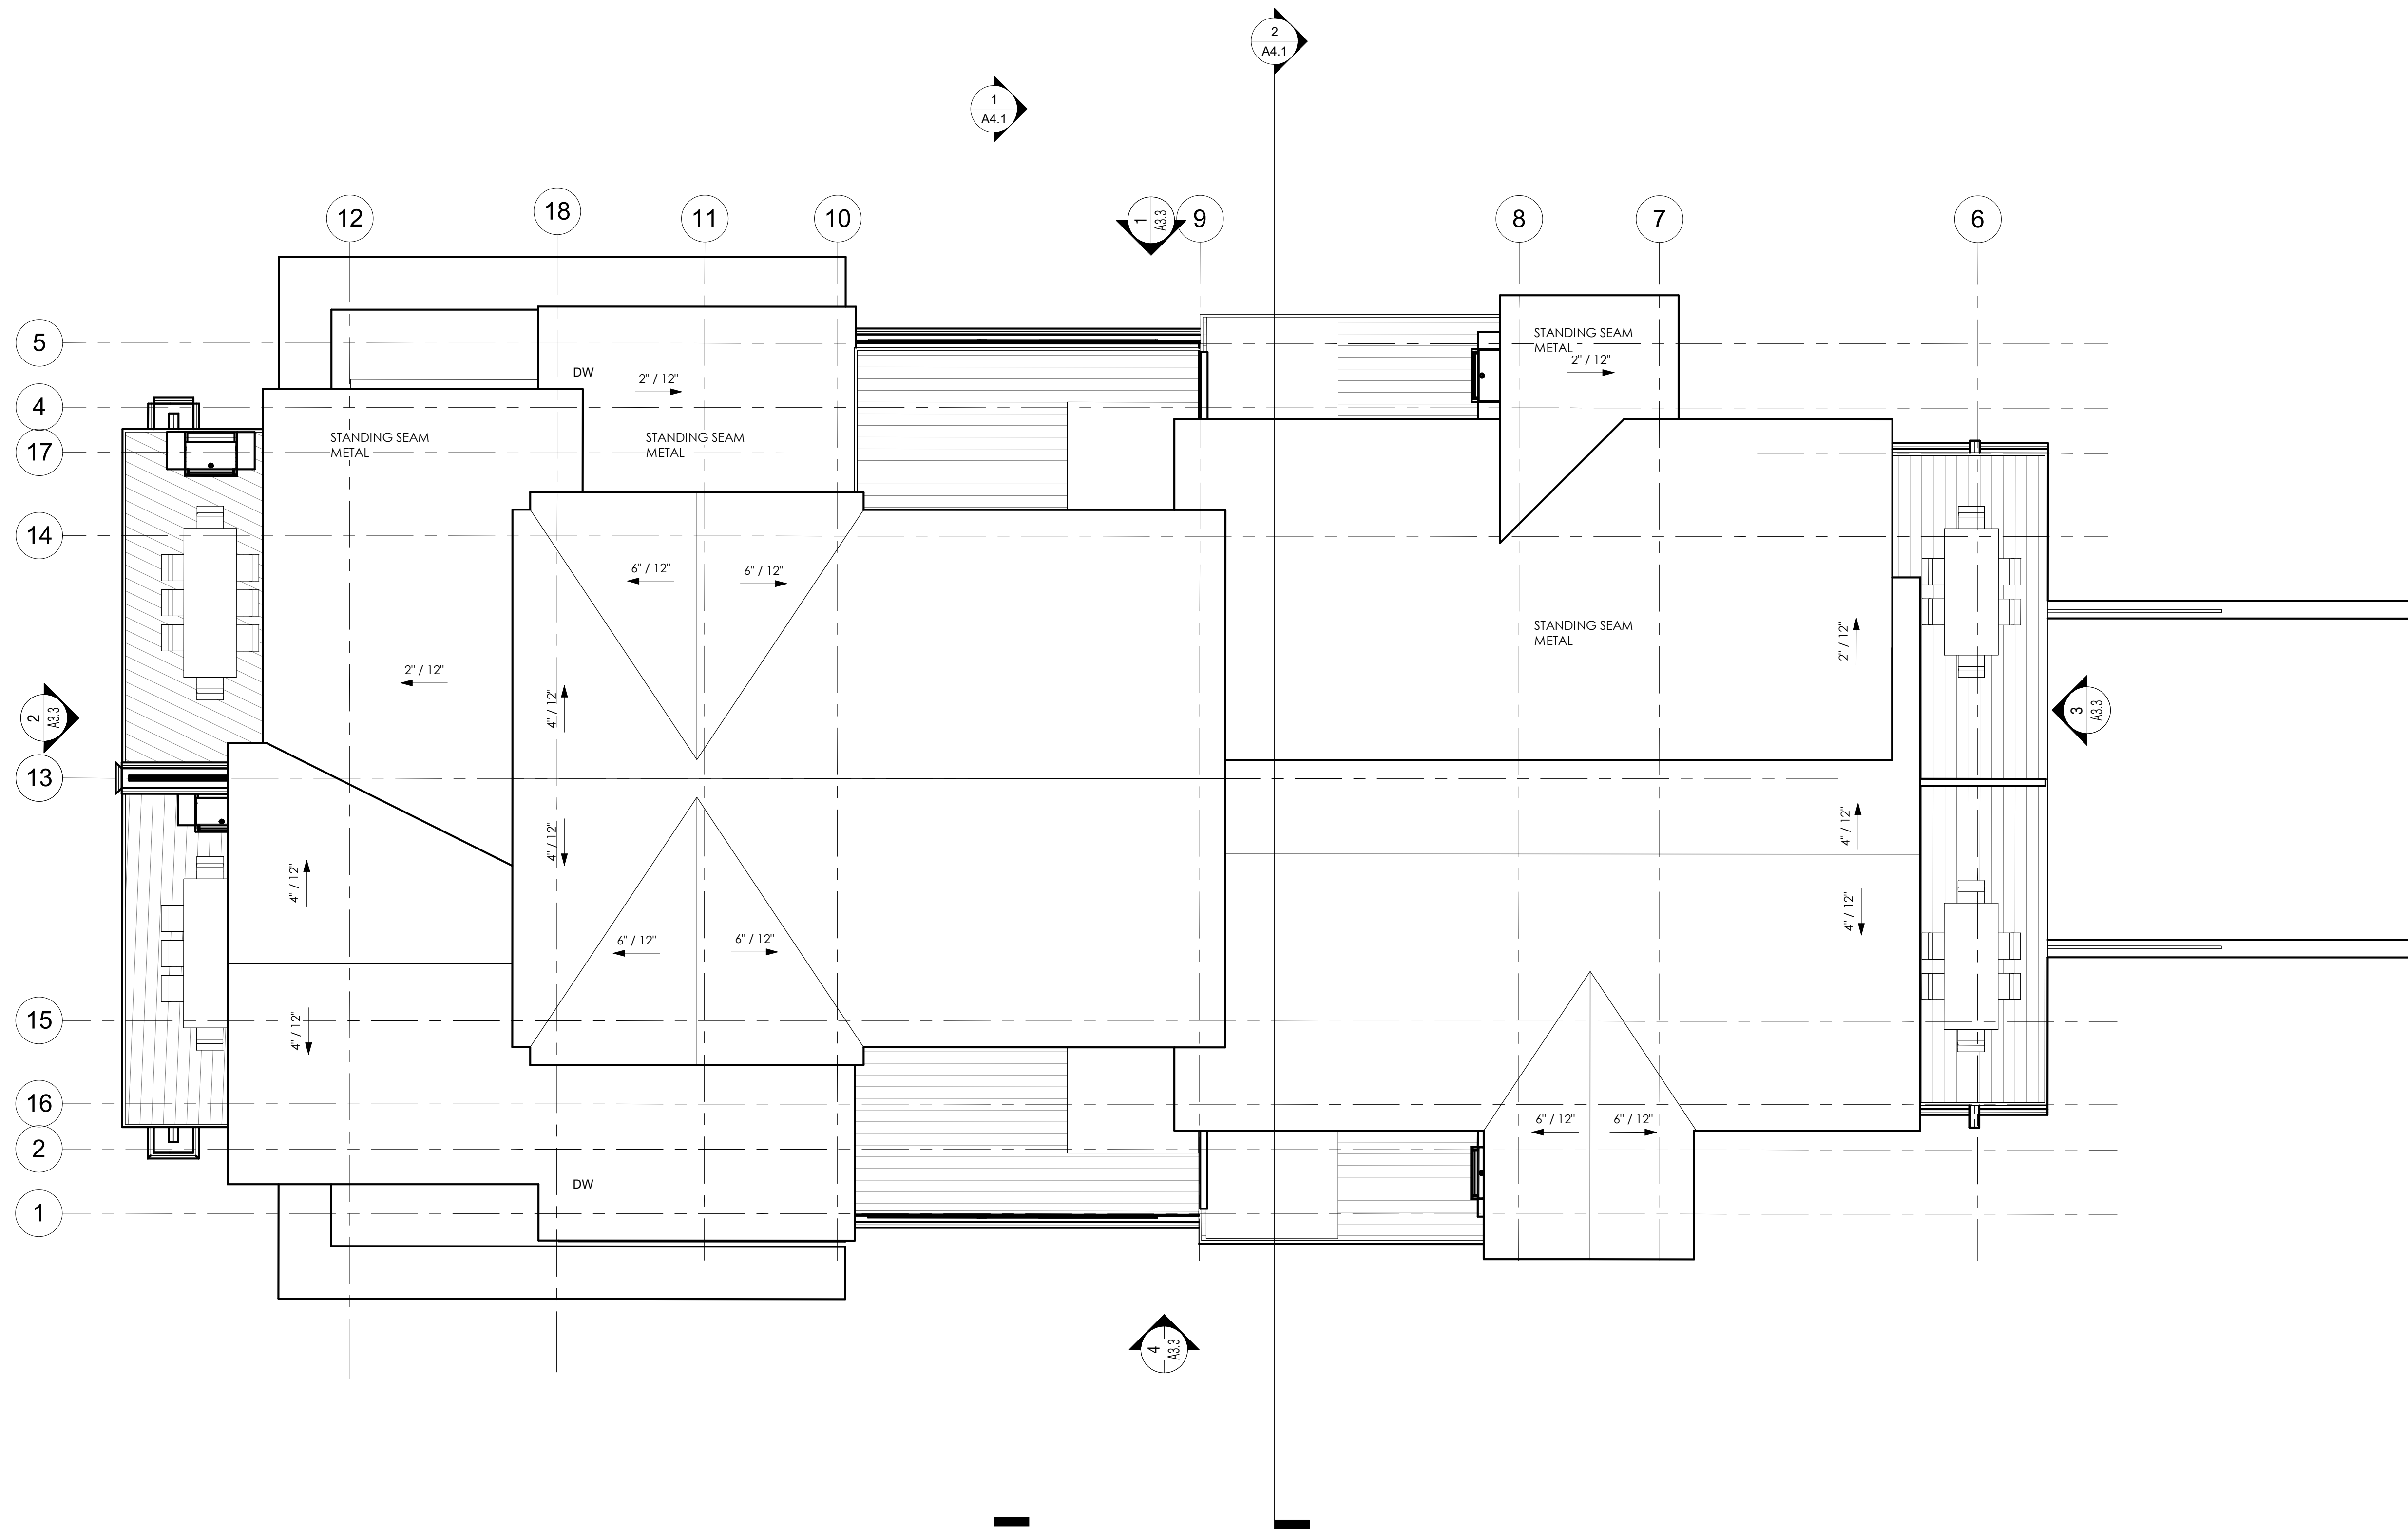 2
A4.1
1
A4.1
12
18
11
10
1
A3.3
9
8
7
6
5
4
17
14
2
A3.3
13
15
16
2
1
STANDING SEAM
METAL
2" / 12"
DW
2" / 12"
STANDING SEAM
METAL
STANDING SEAM
METAL
6" / 12"
6" / 12"
STANDING SEAM
METAL
2" / 12"
2" / 12"
4" / 12"
3
A3.3
4" / 12"
4" / 12"
4" / 12"
4" / 12"
6" / 12"
6" / 12"
4" / 12"
6" / 12"
6" / 12"
DW
4
A3.3